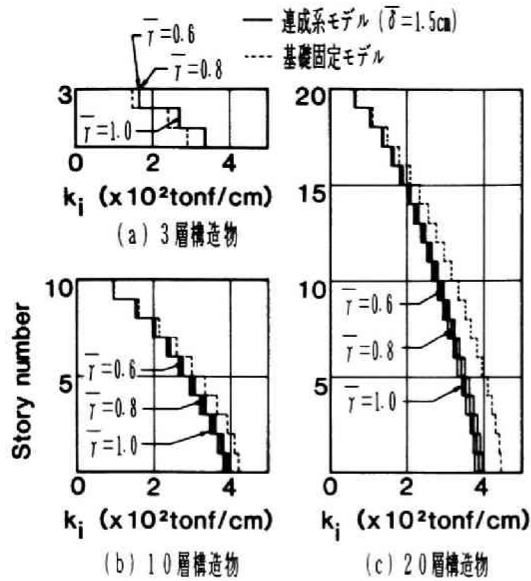 γ̄=0.6
γ̄=0.8
連成系モデル (δ̄=1.5cm)
基礎固定モデル
3
γ̄=1.0
0 2 4
k_i (x10²tonf/cm)
(a) 3層構造物
10
5
Story number
γ̄=0.6
γ̄=0.8
γ̄=1.0
0 2 4
k_i (x10²tonf/cm)
(b) 10層構造物
20
15
10
5
γ̄=0.6
γ̄=0.8
γ̄=1.0
0 2 4
k_i (x10²tonf/cm)
(c) 20層構造物